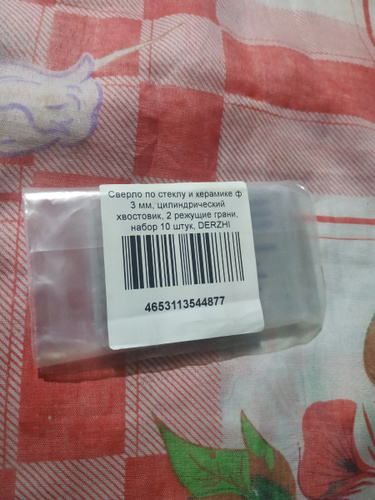 Сверло по стеклу и керамике ф
3 мм, цилиндрический
хвостовик, 2 режущие грани,
набор 10 штук, DERZHI
4653113544877